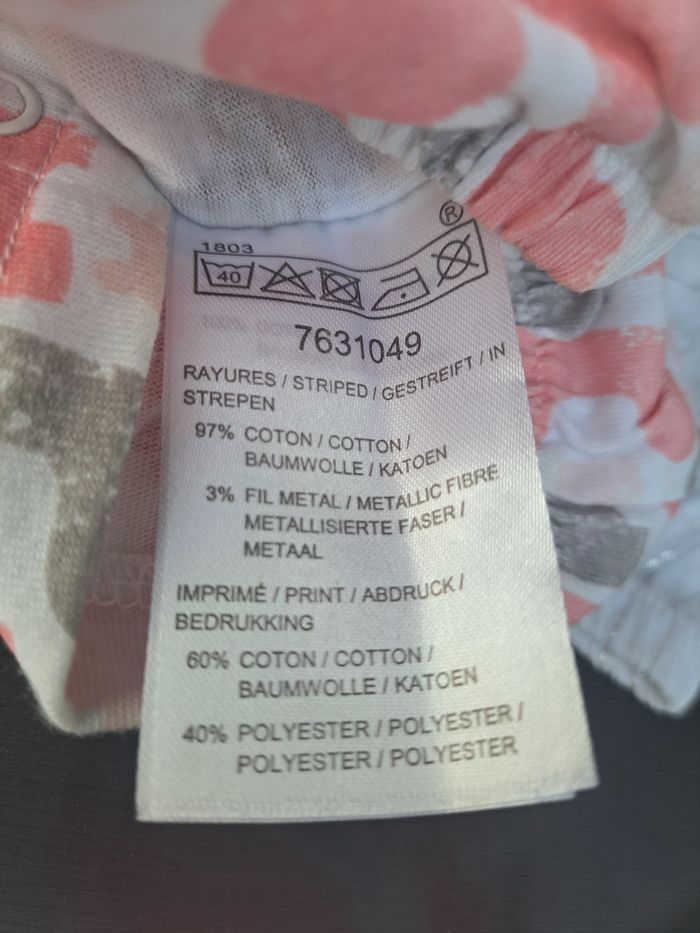 ®
1803
40
7631049
RAYURES / STRIPED / GESTREIFT / IN
STREPEN
97% COTON / COTTON /
BAUMWOLLE / KATOEN
3% FIL METAL / METALLIC FIBRE
METALLISIERTE FASER /
METAAL
IMPRIMÉ / PRINT / ABDRUCK /
BEDRUKKING
60% COTON / COTTON /
BAUMWOLLE / KATOEN
40% POLYESTER / POLYESTER /
POLYESTER / POLYESTER